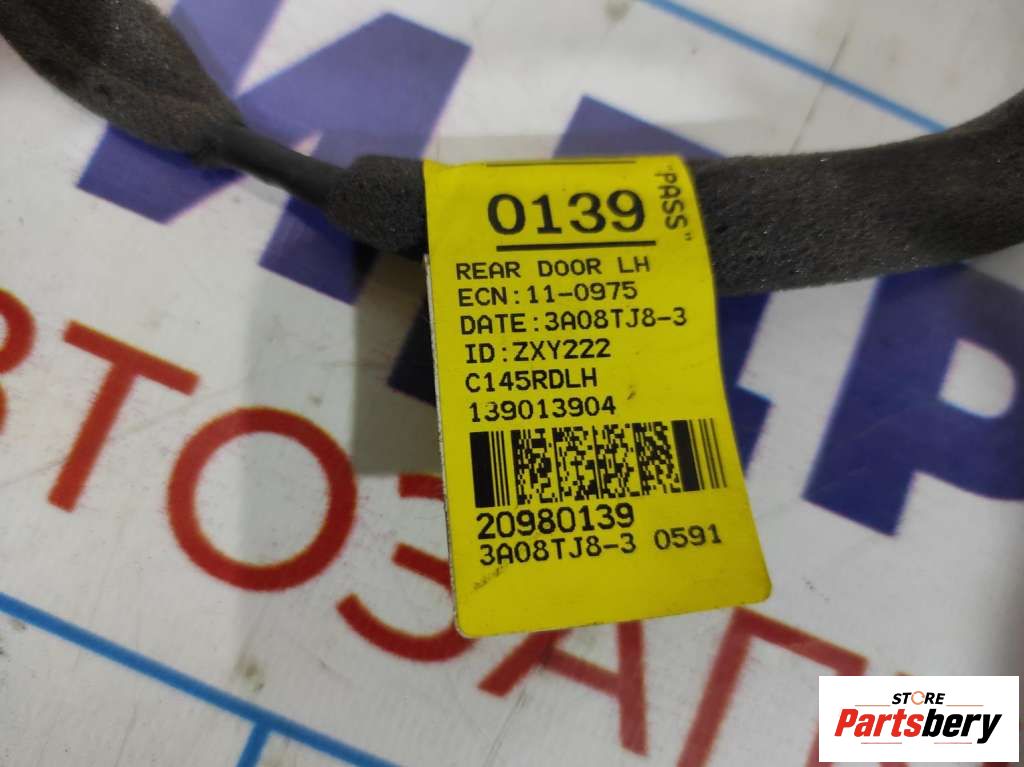 0139
"PASS"
REAR DOOR LH
ECN:11-0975
DATE:3A08TJ8-3
ID:ZXY222
C145RDLH
139013904
20980139
3A08TJ8-3 0591
ВТОЗАП
STORE
Partsbery